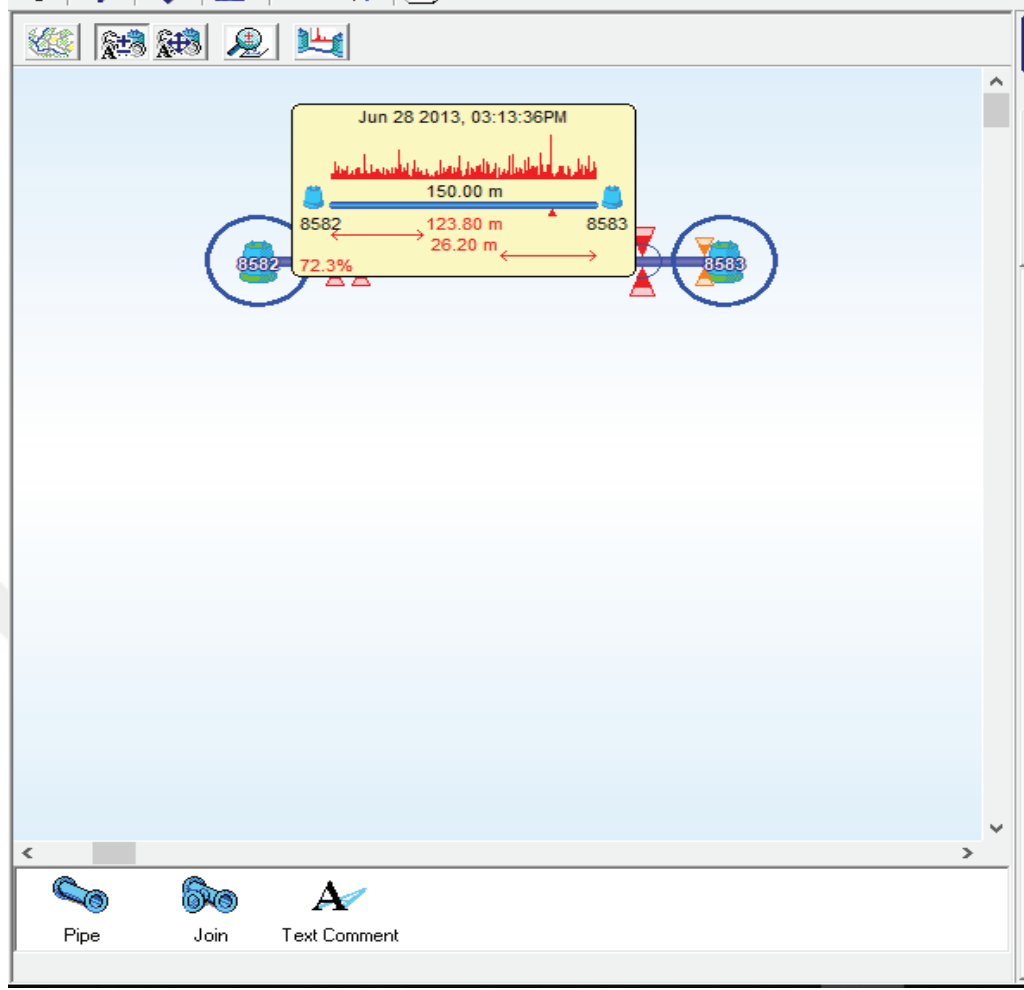 Jun 28 2013, 03:13:36PM
150.00 m
8582 123.80 m 8583
26.20 m
72.3%
8582 8583
Pipe Join Text Comment